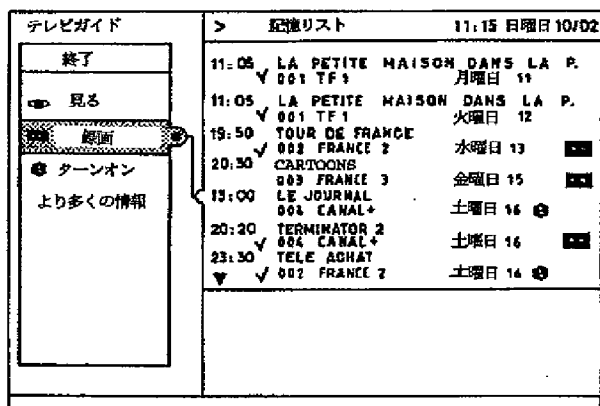 テレビガイド
終了
見る
録画
ターンオン
より多くの情報
> 記憶リスト 11:15 日曜日 10/02
11:05 LA PETITE MAISON DANS LA P.
✓ 001 TF1 月曜日 11
11:05 LA PETITE MAISON DANS LA P.
✓ 001 TF1 火曜日 12
19:50 TOUR DE FRANCE
✓ 002 FRANCE 2 水曜日 13
20:30 CARTOONS
003 FRANCE 3 金曜日 15
13:00 LE JOURNAL
004 CANAL+ 土曜日 16
20:20 TERMINATOR 2
✓ 004 CANAL+ 土曜日 16
23:30 TELE ACHAT
✓ 002 FRANCE 2 土曜日 16